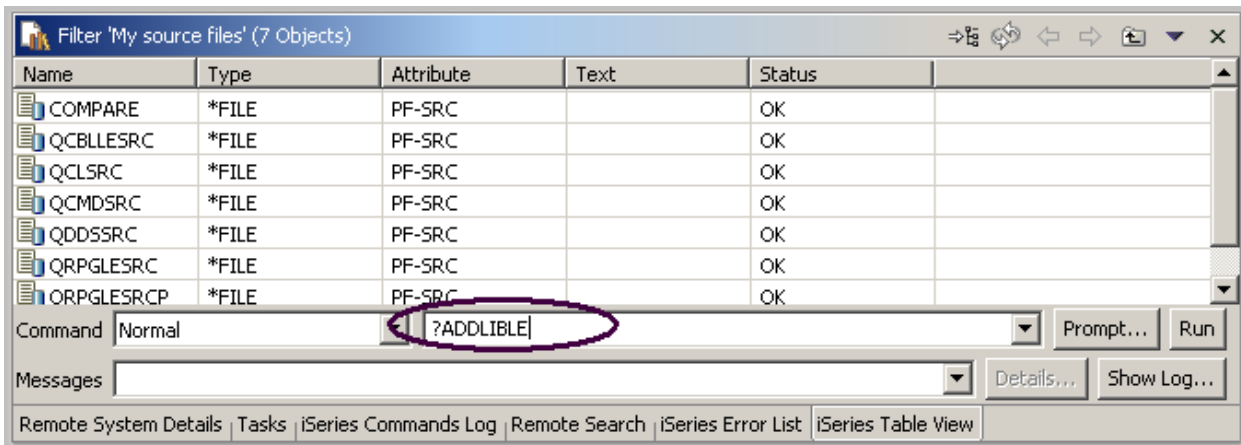 Filter 'My source files' (7 Objects)
Name Type Attribute Text Status
COMPARE *FILE PF-SRC OK
QCBLLESRC *FILE PF-SRC OK
QCLSRC *FILE PF-SRC OK
QCMDSRC *FILE PF-SRC OK
QDDSSRC *FILE PF-SRC OK
QRPGLESRC *FILE PF-SRC OK
QRPGLESRCP *FILE PF-SRC OK
Command Normal ?ADDLIBLE Prompt... Run
Messages Details... Show Log...
Remote System Details Tasks iSeries Commands Log Remote Search iSeries Error List iSeries Table View